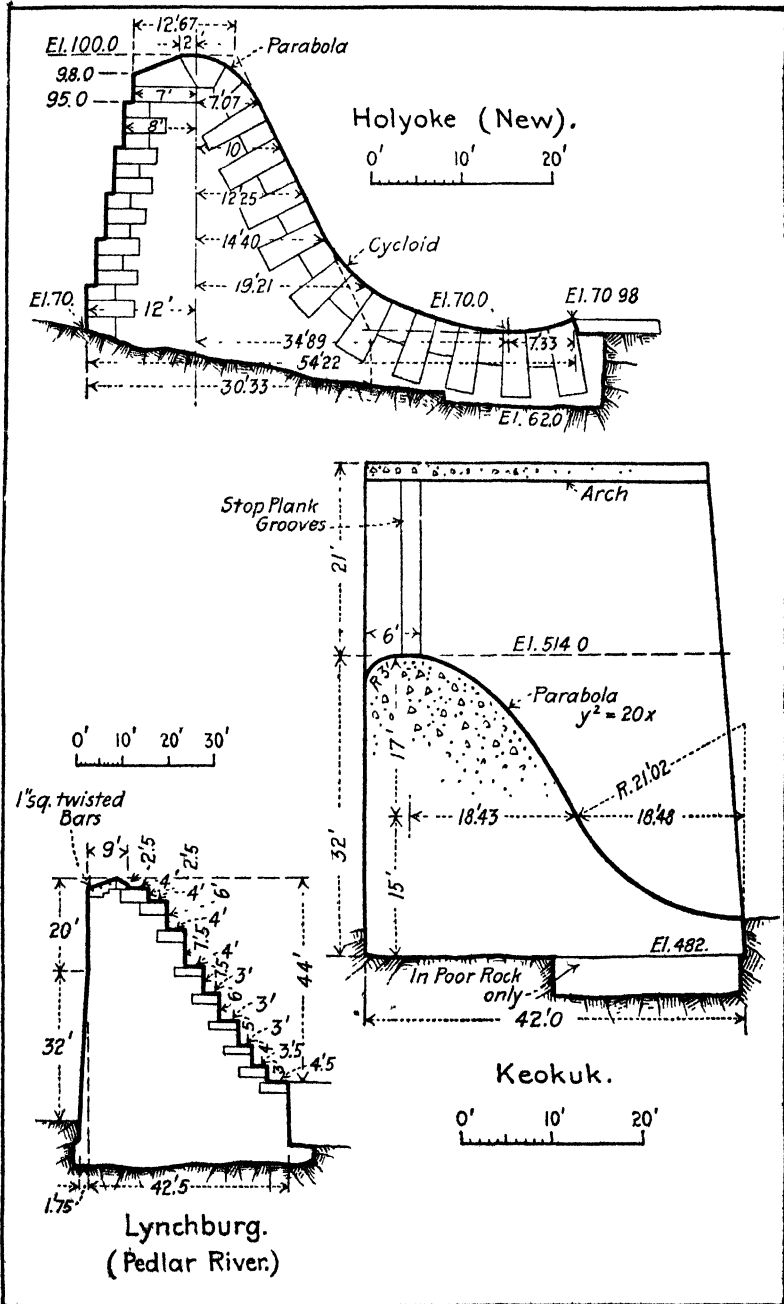 12.'67
2'
El.100.0
Parabola
98.0
95.0
7'
7.'07
8'
Holyoke (New).
0' 10' 20'
10
12.'25
14.'40
Cycloid
19.'21
El.70.
12'
El.70.0
El.70 98
34.'89
7.33
54.'22
30.'33
El. 62.0
Arch
Stop Plank
Grooves
21'
6'
El.514 0
R3'
Parabola
y² = 20x
17'
R.21.'02
18.'43
18.'48
32'
15'
El.482.
In Poor Rock
only
42.'0
Keokuk.
0' 10' 20'
0' 10' 20' 30'
1"sq. twisted
Bars
9'
2.'5
2.'5
4'
4'
6'
4'
20'
7.'5
4'
7.5
3'
44'
6
3'
5
3'
32'
4
3.'5
3
4.'5
1.'75
42.'5
Lynchburg.
(Pedlar River.)